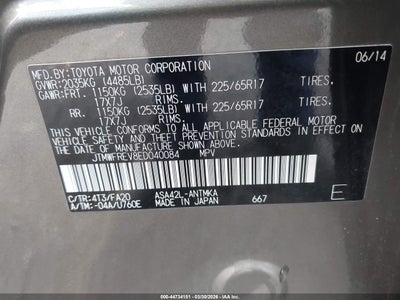 MFD.BY:TOYOTA MOTOR CORPORATION 06/14
GVWR:2035KG (4485LB)
GAWR:FRT. 1150KG (2535LB) WITH 225/65R17 TIRES.
17X7J RIMS.
RR. 1150KG (2535LB) WITH 225/65R17 TIRES.
17X7J RIMS.
THIS VEHICLE CONFORMS TO ALL APPLICABLE FEDERAL MOTOR
VEHICLE SAFETY, BUMPER, AND THEFT PREVENTION STANDARDS IN EFFECT
ON THE DATE OF MANUFACTURE SHOWN ABOVE.
JTMWFREV8ED040084 MPV
C/TR:4T3/FA20 ASA42L-ANTMKA
A/TM:-04A/U760E MADE IN JAPAN 667 E
© 000-44734151 - 03/30/2026 - IAAI